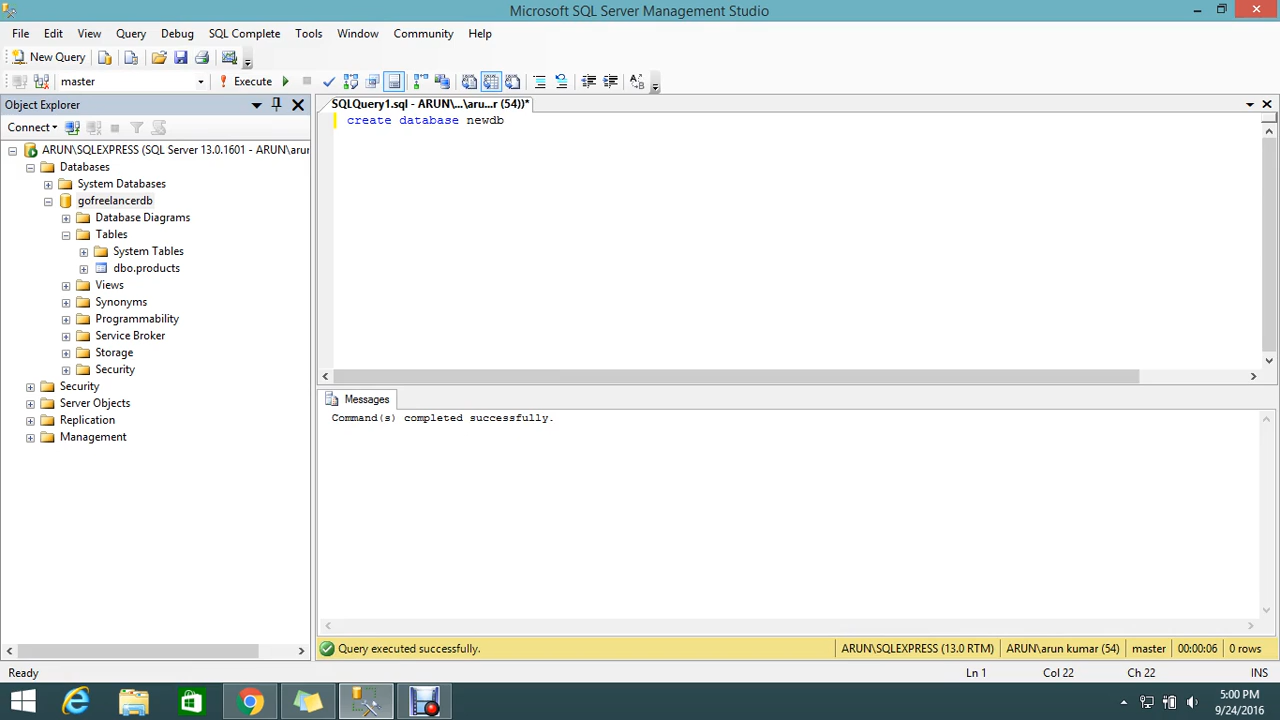 Microsoft SQL Server Management Studio
File Edit View Query Debug SQL Complete Tools Window Community Help
New Query
master Execute
Object Explorer
SQLQuery1.sql - ARUN\...\aru...r (54))*
Connect
create database newdb
ARUN\SQLEXPRESS (SQL Server 13.0.1601 - ARUN\arun
Databases
System Databases
gofreelancerdb
Database Diagrams
Tables
System Tables
dbo.products
Views
Synonyms
Programmability
Service Broker
Storage
Security
Security
Server Objects
Replication
Management
Messages
Command(s) completed successfully.
Query executed successfully. ARUN\SQLEXPRESS (13.0 RTM) ARUN\arun kumar (54) master 00:00:06 0 rows
Ready Ln 1 Col 22 Ch 22 INS
5:00 PM
9/24/2016